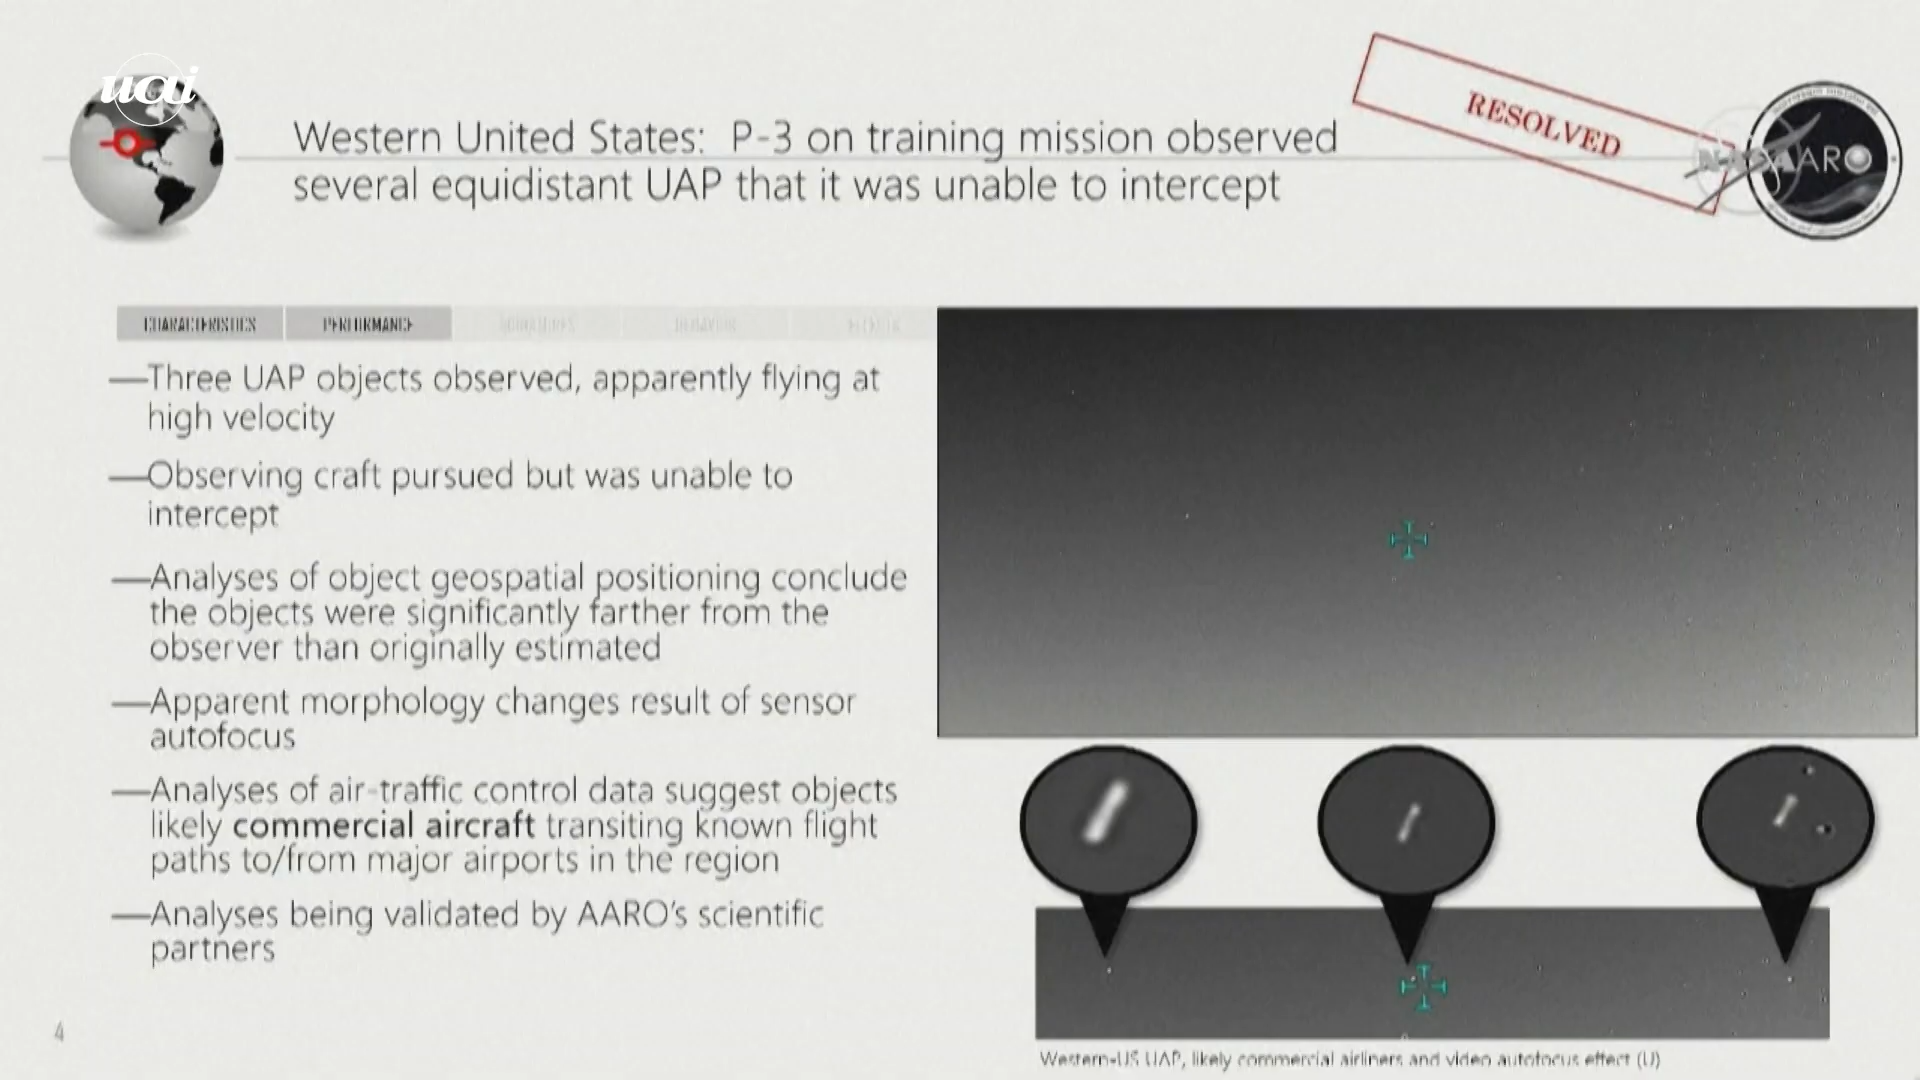 uai
Western United States: P-3 on training mission observed
several equidistant UAP that it was unable to intercept
RESOLVED
NASA
AARO
CHARACTERISTICS PERFORMANCE
—Three UAP objects observed, apparently flying at
high velocity
—Observing craft pursued but was unable to
intercept
—Analyses of object geospatial positioning conclude
the objects were significantly farther from the
observer than originally estimated
—Apparent morphology changes result of sensor
autofocus
—Analyses of air-traffic control data suggest objects
likely commercial aircraft transiting known flight
paths to/from major airports in the region
—Analyses being validated by AARO's scientific
partners
4
Western-US UAP, likely commercial airliners and video autofocus effect (U)